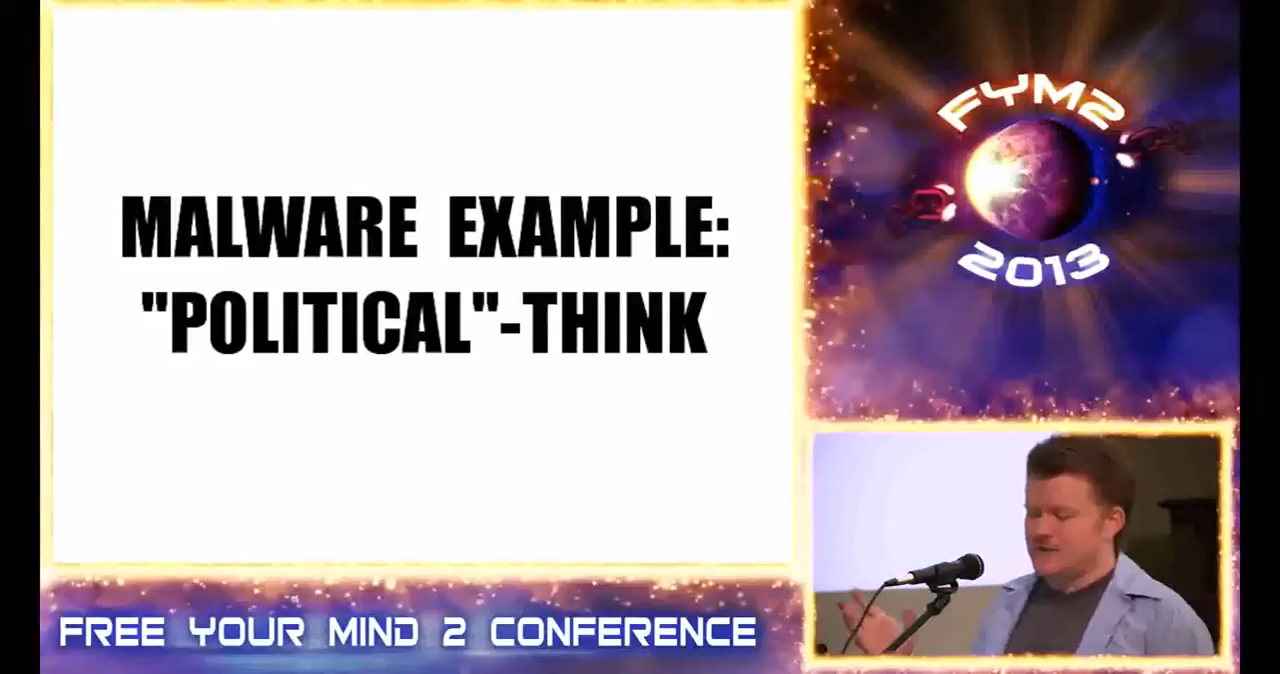 MALWARE EXAMPLE:
"POLITICAL"-THINK
FYM2
2013
FREE YOUR MIND 2 CONFERENCE